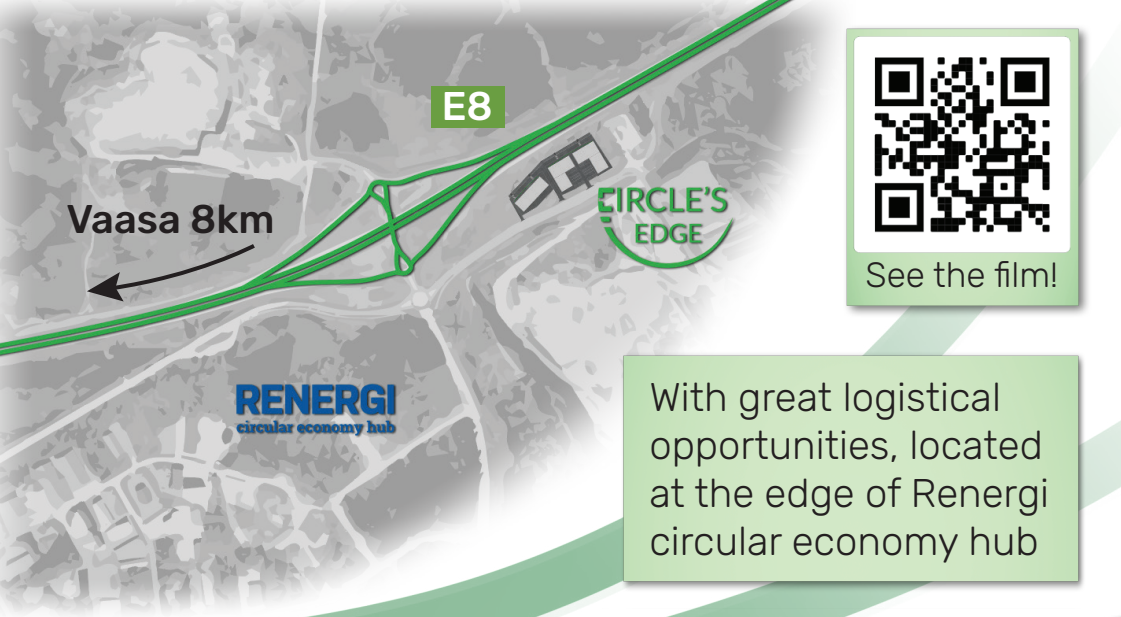 E8
Vaasa 8km
CIRCLE'S
EDGE
RENERGI
circular economy hub
See the film!
With great logistical
opportunities, located
at the edge of Renergi
circular economy hub